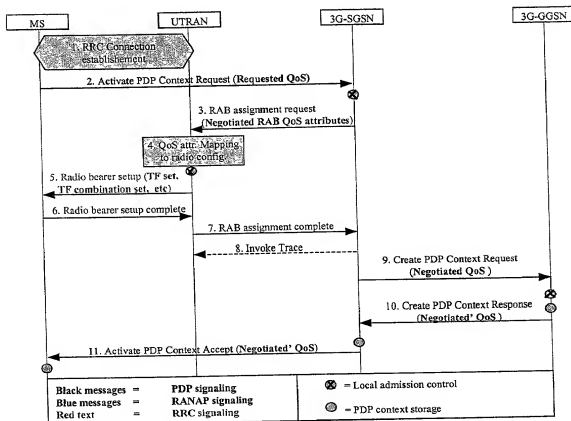 MS
UTRAN
3G-SGSN
3G-GGSN
1. RRC Connection
establishement
2. Activate PDP Context Request (Requested QoS)
3. RAB assignment request
(Negotiated RAB QoS attributes)
4. QoS attr. Mapping
to radio config.
5. Radio bearer setup (TF set,
TF combination set, etc)
6. Radio bearer setup complete
7. RAB assignment complete
8. Invoke Trace
9. Create PDP Context Request
(Negotiated QoS )
10. Create PDP Context Response
(Negotiated' QoS )
11. Activate PDP Context Accept (Negotiated' QoS)
Black messages = PDP signaling
Blue messages = RANAP signaling
Red text = RRC signaling
= Local admission control
= PDP context storage